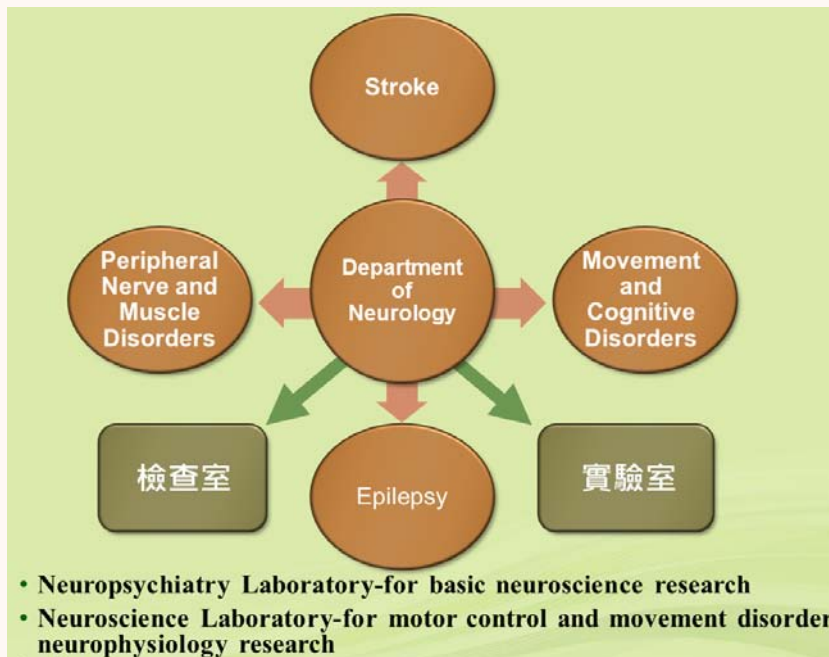 Stroke
Peripheral
Nerve and
Muscle
Disorders
Department
of
Neurology
Movement
and
Cognitive
Disorders
檢查室
Epilepsy
實驗室
• Neuropsychiatry Laboratory-for basic neuroscience research
• Neuroscience Laboratory-for motor control and movement disorder
neurophysiology research